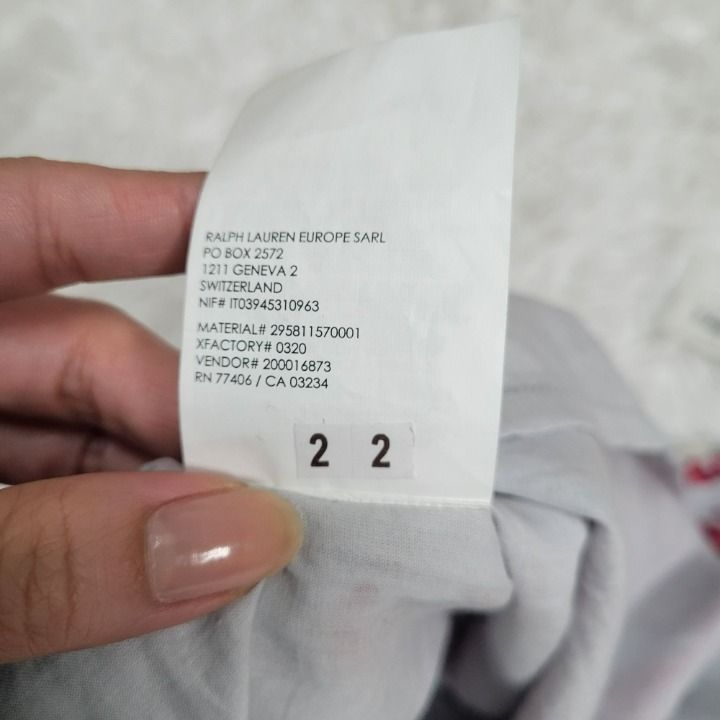 RALPH LAUREN EUROPE SARL
PO BOX 2572
1211 GENEVA 2
SWITZERLAND
NIF# IT03945310963
MATERIAL# 295811570001
XFACTORY# 0320
VENDOR# 200016873
RN 77406 / CA 03234
2 2